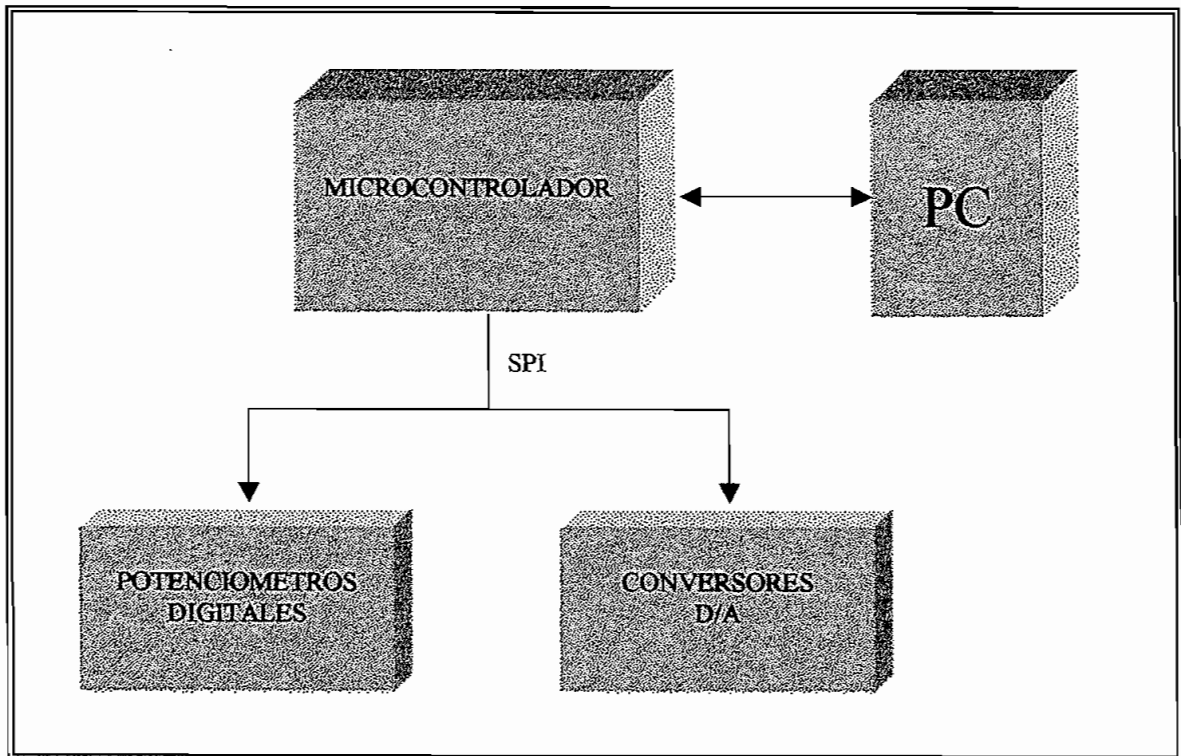 MICROCONTROLADOR
PC
SPI
POTENCIOMETROS
DIGITALES
CONVERSORES
D/A